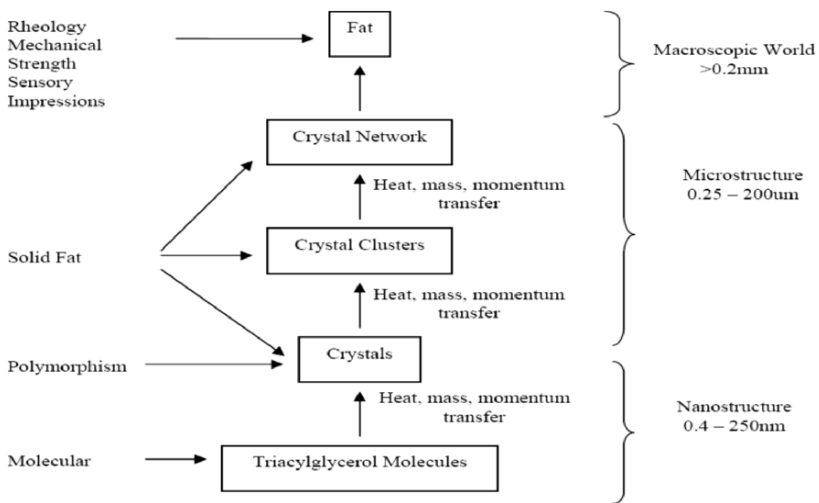 Rheology
Mechanical
Strength
Sensory
Impressions
Fat
Macroscopic World
>0.2mm
Crystal Network
Heat, mass, momentum
transfer
Microstructure
0.25 – 200um
Solid Fat
Crystal Clusters
Heat, mass, momentum
transfer
Polymorphism
Crystals
Heat, mass, momentum
transfer
Nanostructure
0.4 – 250nm
Molecular
Triacylglycerol Molecules